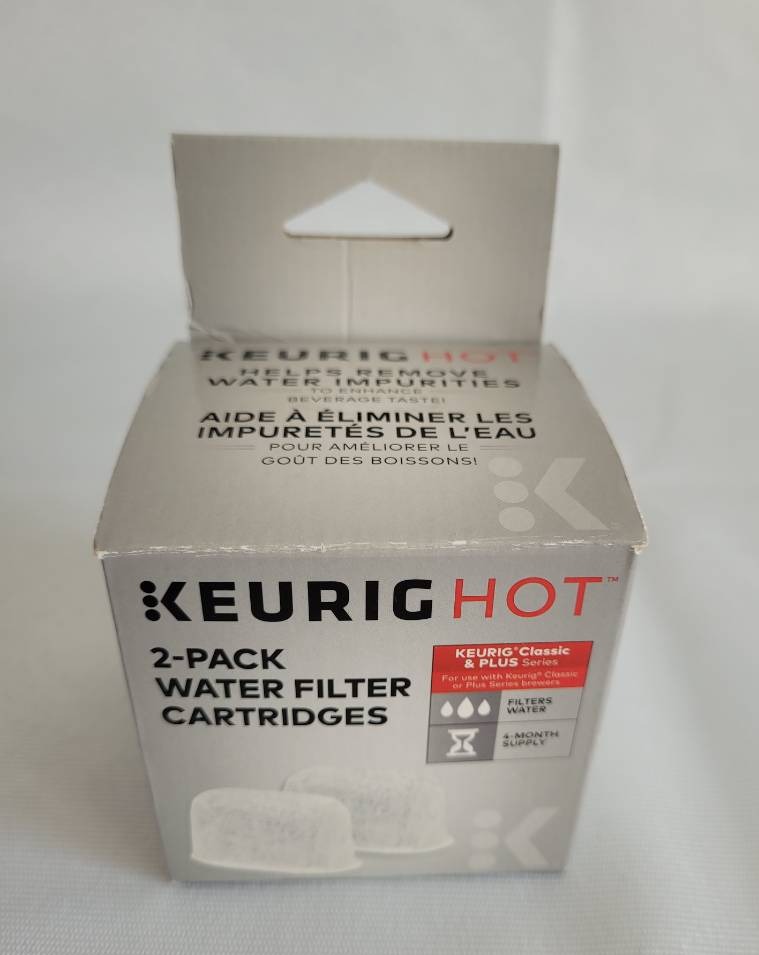 KEURIG HOT
HELPS REMOVE
WATER IMPURITIES
TO ENHANCE
BEVERAGE TASTE!
AIDE À ÉLIMINER LES
IMPURETÉS DE L'EAU
POUR AMÉLIORER LE
GOÛT DES BOISSONS!
KEURIG HOT™
2-PACK
WATER FILTER
CARTRIDGES
KEURIG® Classic
& PLUS Series
For use with Keurig® Classic
or Plus Series brewers
FILTERS
WATER
4-MONTH
SUPPLY